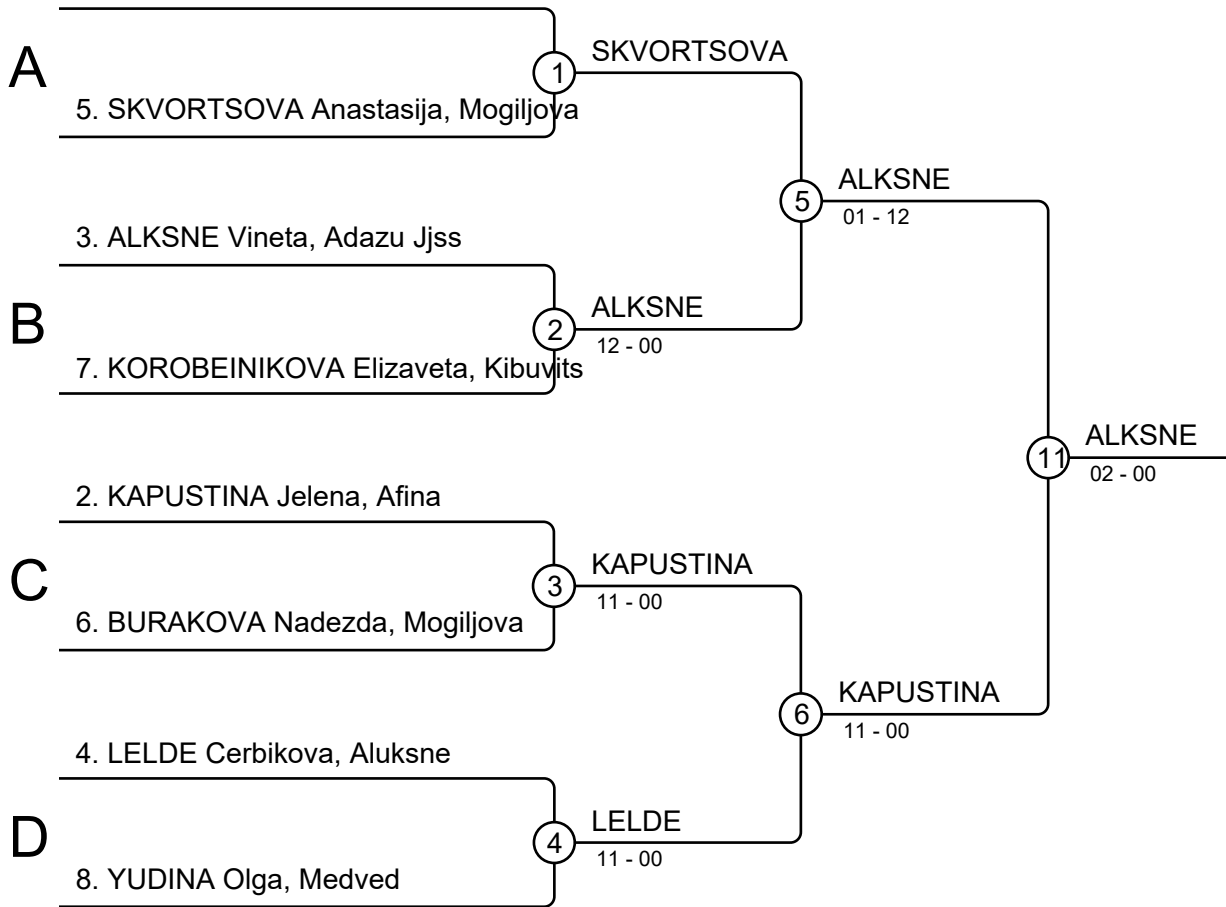 A
1
SKVORTSOVA
5. SKVORTSOVA Anastasija, Mogiljova
5
ALKSNE
01 - 12
3. ALKSNE Vineta, Adazu Jjss
B
2
ALKSNE
12 - 00
7. KOROBEINIKOVA Elizaveta, Kibuvits
11
ALKSNE
02 - 00
2. KAPUSTINA Jelena, Afina
C
3
KAPUSTINA
11 - 00
6. BURAKOVA Nadezda, Mogiljova
6
KAPUSTINA
11 - 00
4. LELDE Cerbikova, Aluksne
D
4
LELDE
11 - 00
8. YUDINA Olga, Medved